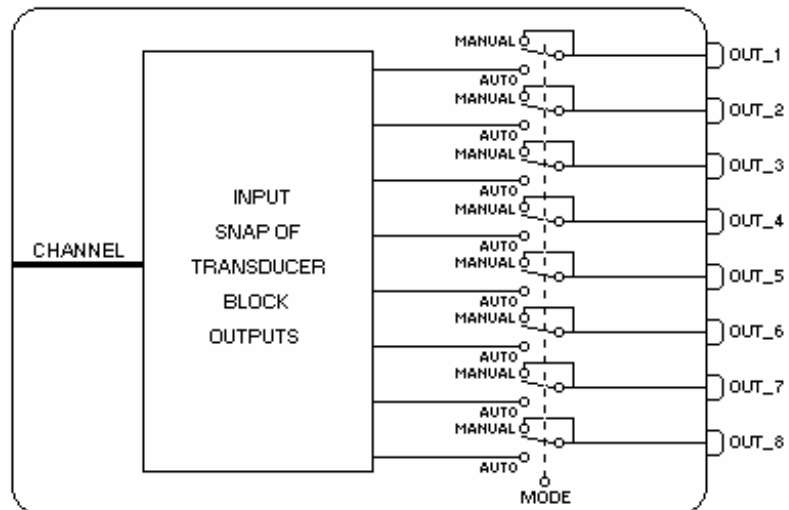 MANUAL
OUT_1
AUTO
MANUAL
OUT_2
AUTO
MANUAL
OUT_3
AUTO
MANUAL
OUT_4
AUTO
MANUAL
OUT_5
AUTO
MANUAL
OUT_6
AUTO
MANUAL
OUT_7
AUTO
MANUAL
OUT_8
AUTO
MODE
CHANNEL
INPUT
SNAP OF
TRANSDUCER
BLOCK
OUTPUTS